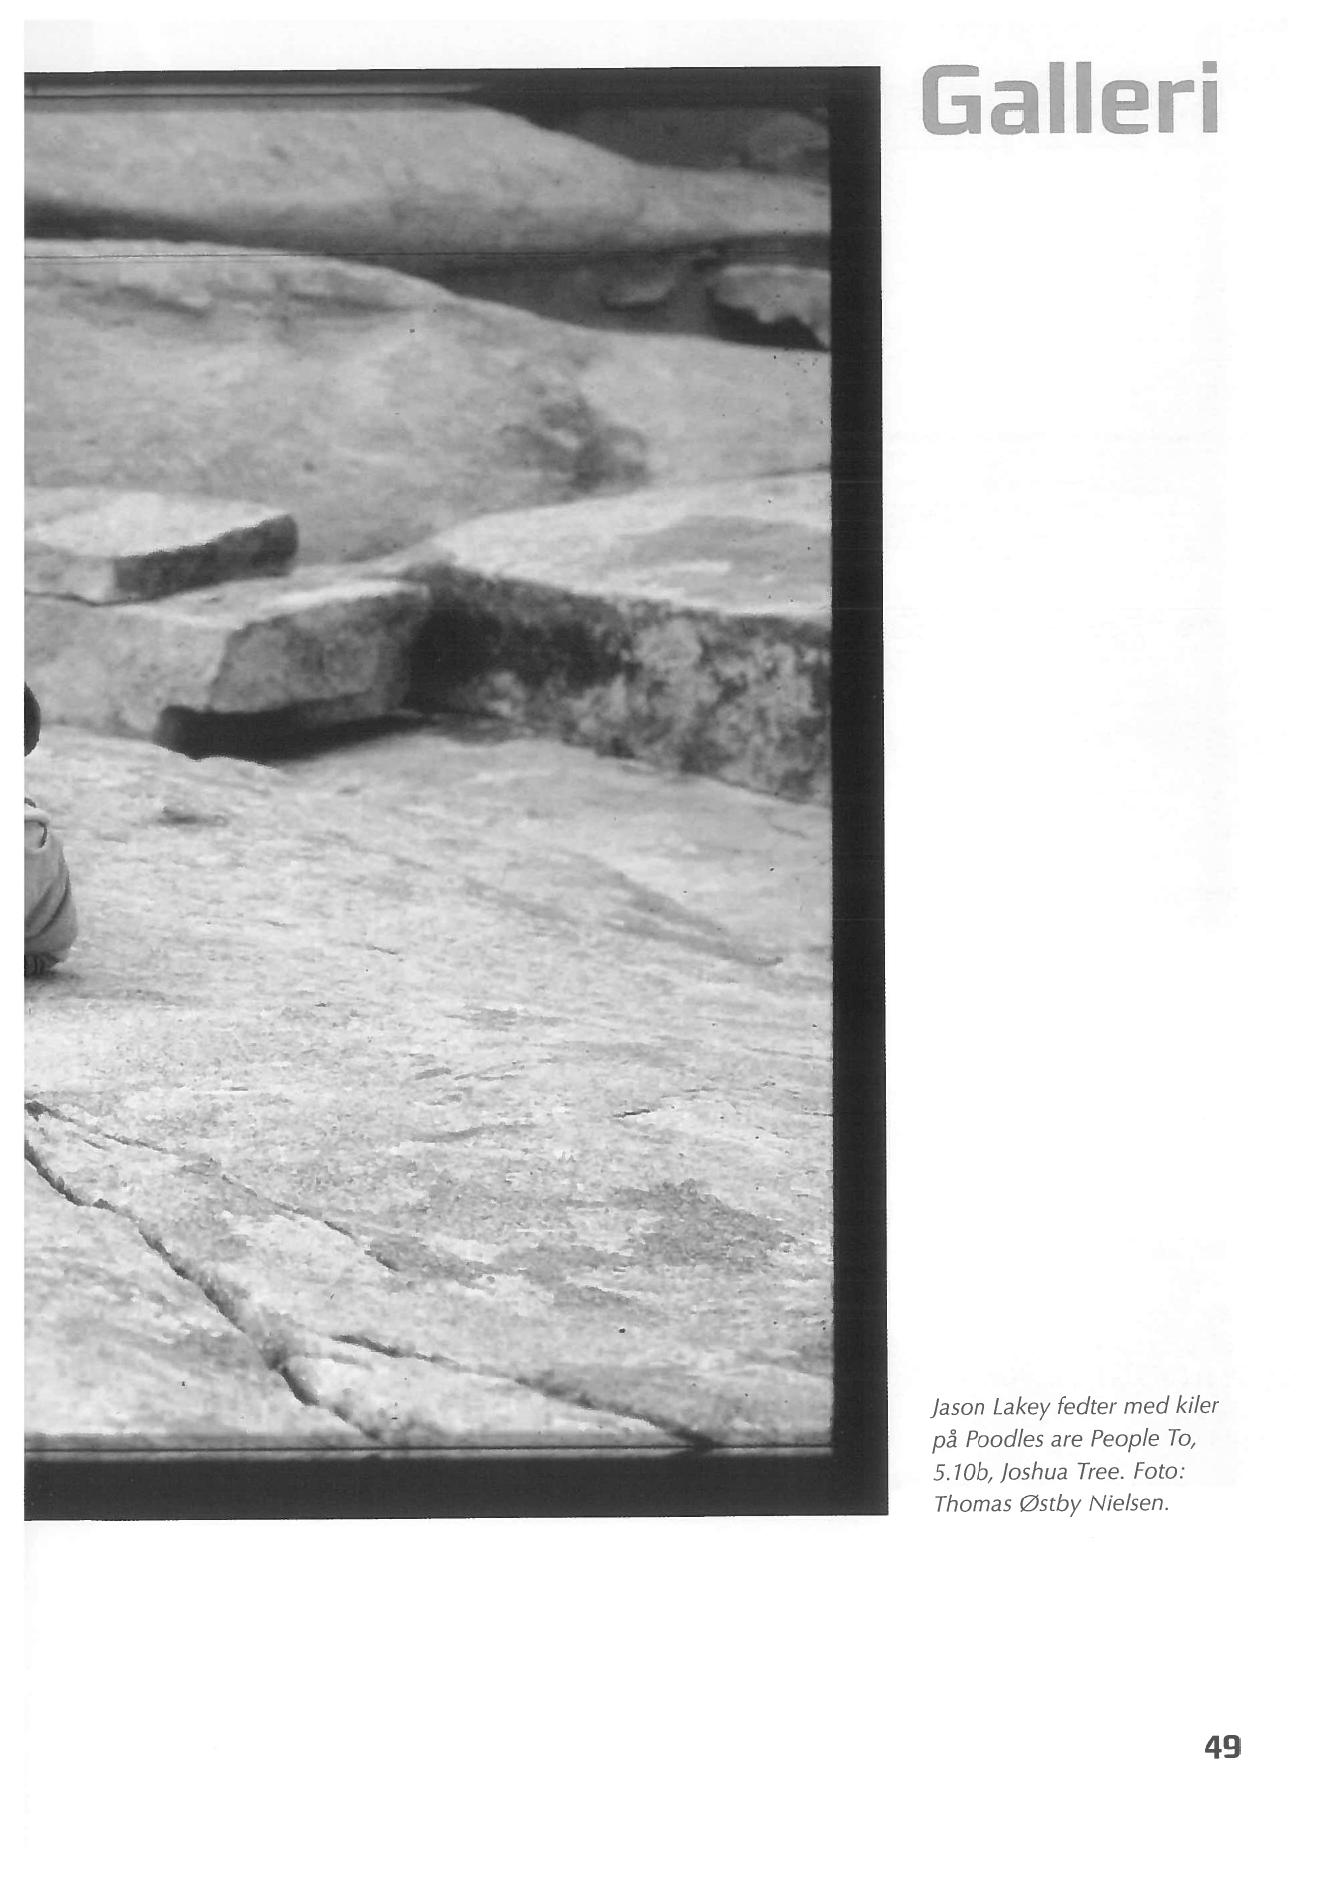 Galleri
Jason Lakey fedter med kiler
på Poodles are People To,
5.10b, Joshua Tree. Foto:
Thomas Østby Nielsen.
49